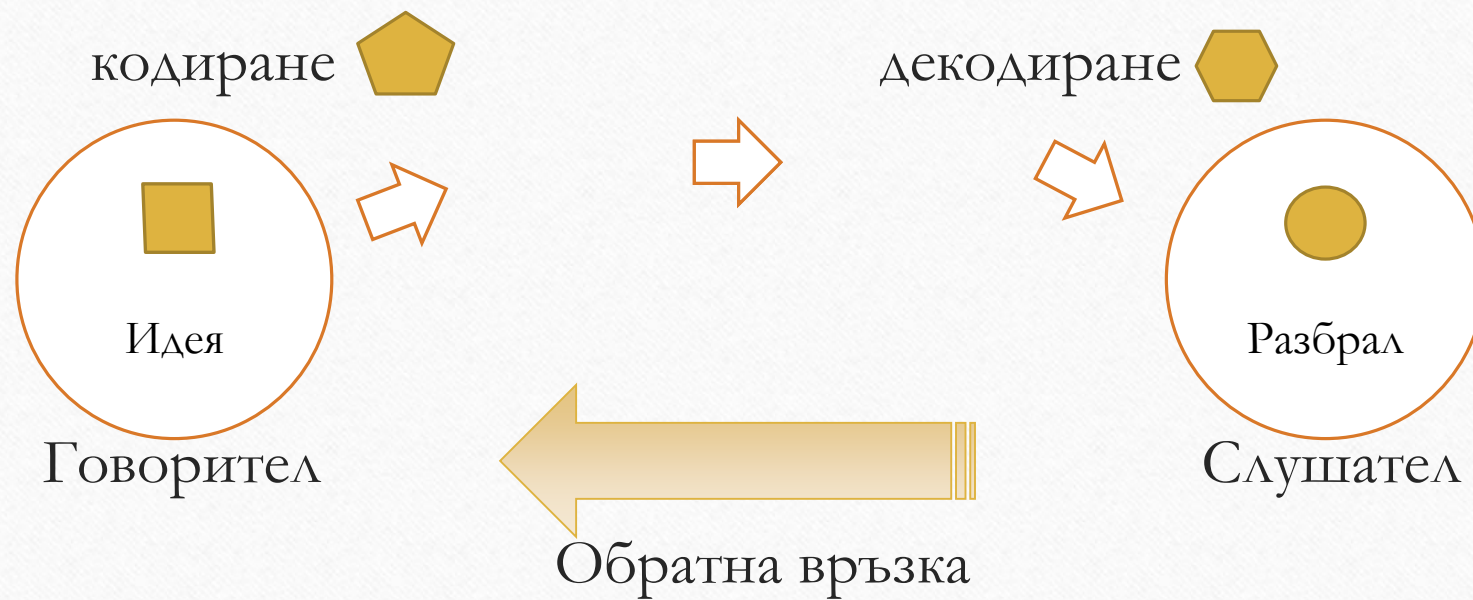 кодиране
декодиране
Идея
Разбрал
Говорител
Слушател
Обратна връзка